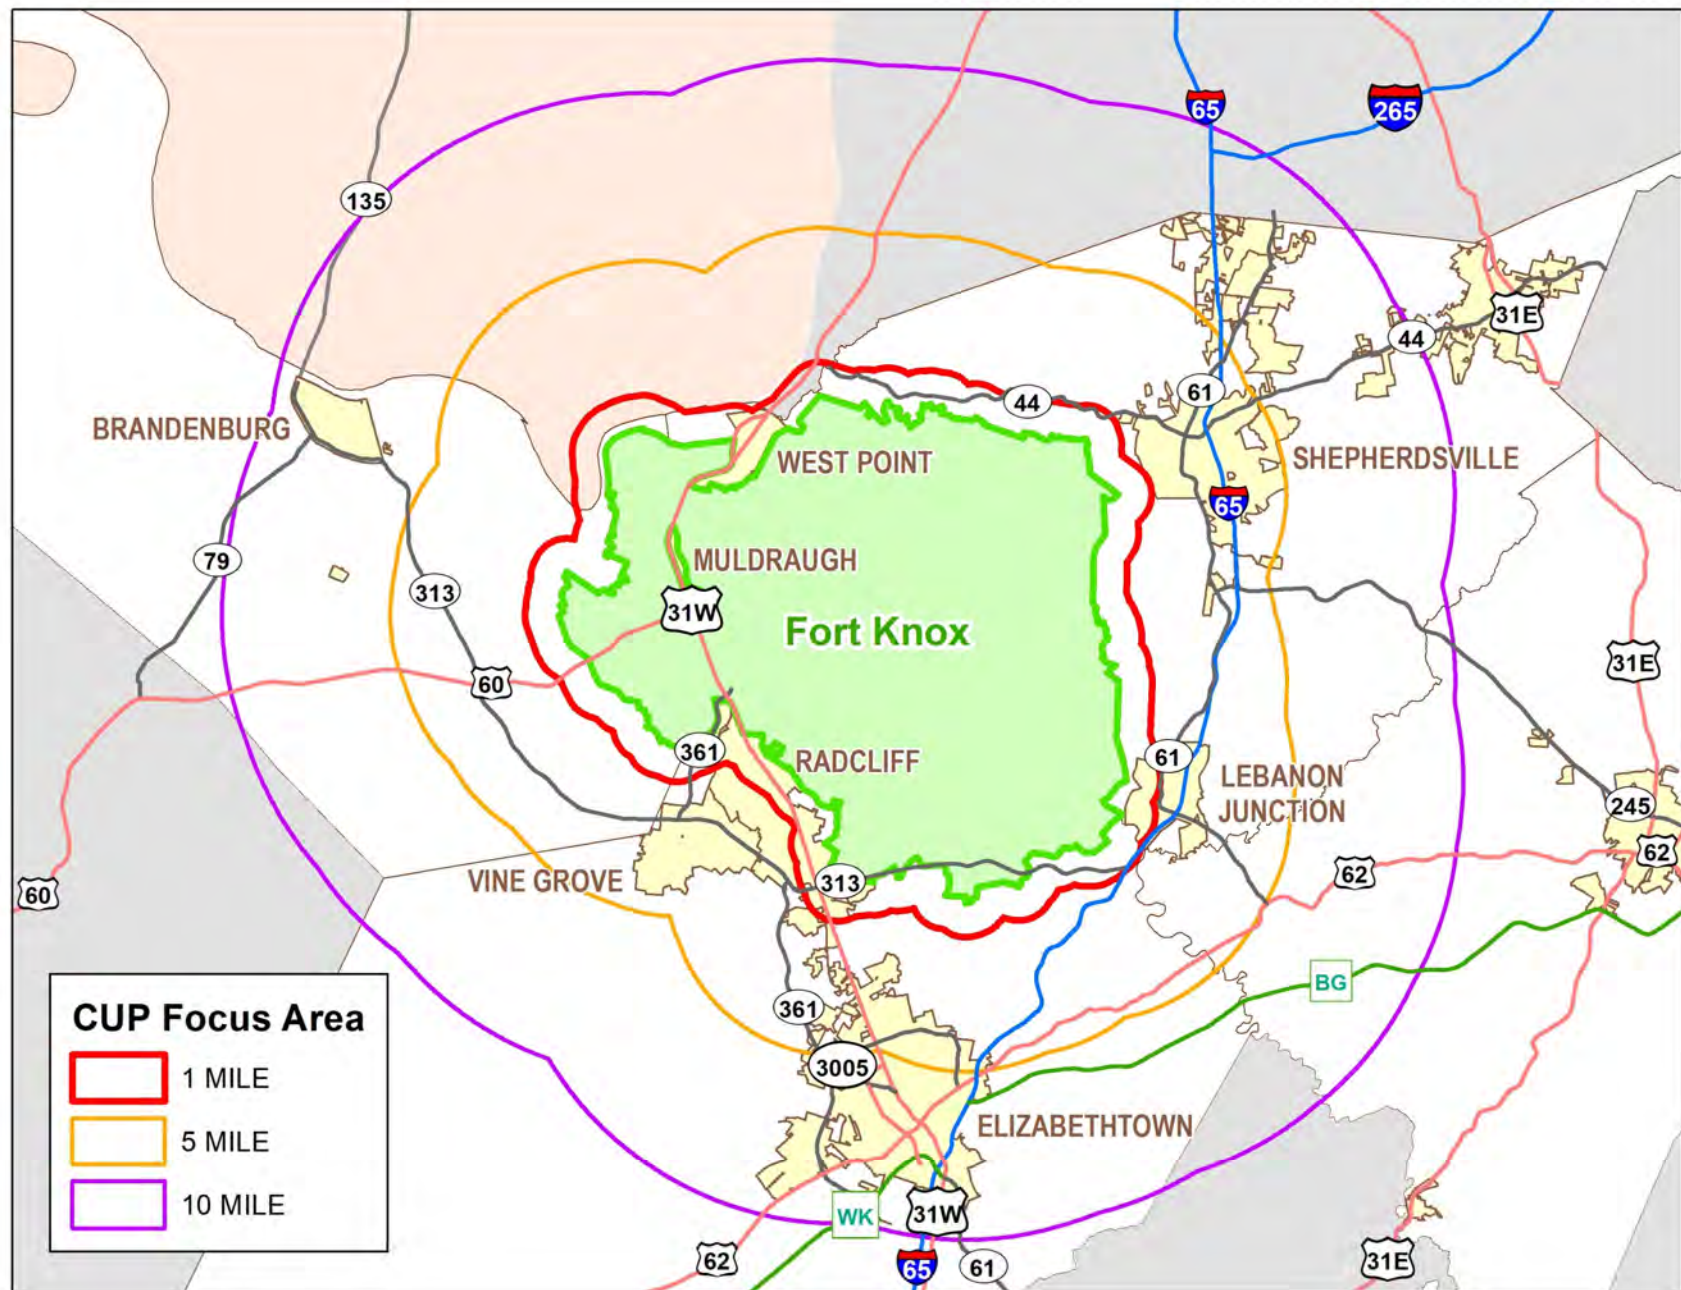 65
265
135
31E
44
61
44
BRANDENBURG
WEST POINT
SHEPHERDSVILLE
65
79
MULDRAUGH
313
31W
Fort Knox
31E
60
361
RADCLIFF
61
LEBANON
JUNCTION
245
62
62
VINE GROVE
313
60
BG
361
CUP Focus Area
1 MILE
5 MILE
10 MILE
3005
ELIZABETHTOWN
WK
31W
62
65
61
31E